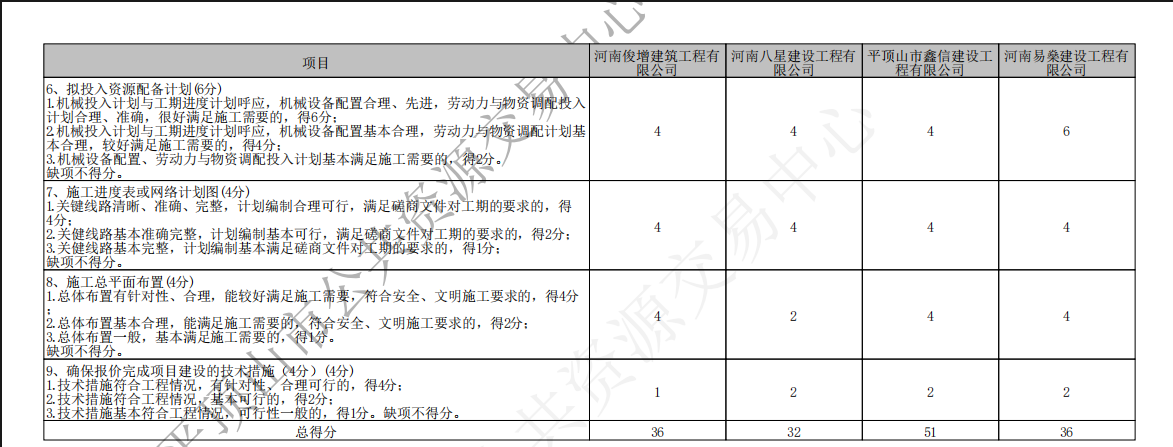 项目
河南俊增建筑工程有
限公司
河南八星建设工程有
限公司
平顶山市鑫信建设工
程有限公司
河南易燊建设工程有
限公司
6、拟投入资源配备计划(6分)
1.机械投入计划与工期进度计划呼应，机械设备配置合理、先进，劳动力与物资调配投入
计划合理、准确，很好满足施工需要的，得6分；
2.机械投入计划与工期进度计划呼应，机械设备配置基本合理，劳动力与物资调配计划基
本合理，较好满足施工需要的，得4分；
3.机械设备配置、劳动力与物资调配投入计划基本满足施工需要的，得2分。
缺项不得分。
4
4
4
6
7、施工进度表或网络计划图(4分)
1.关键线路清晰、准确、完整，计划编制合理可行，满足磋商文件对工期的要求的，得
4分；
2.关健线路基本准确完整，计划编制基本可行，满足磋商文件对工期的要求的，得2分；
3.关健线路基本完整，计划编制基本满足磋商文件对工期的要求的，得1分；
缺项不得分。
4
4
4
4
8、施工总平面布置(4分)
1.总体布置有针对性、合理，能较好满足施工需要，符合安全、文明施工要求的，得4分
；
2.总体布置基本合理，能满足施工需要的，符合安全、文明施工要求的，得2分；
3.总体布置一般，基本满足施工需要的，得1分。
缺项不得分。
4
2
4
4
9、确保报价完成项目建设的技术措施（4分）(4分)
1.技术措施符合工程情况，有针对性、合理可行的，得4分；
2.技术措施符合工程情况，基本可行的，得2分；
3.技术措施基本符合工程情况，可行性一般的，得1分。缺项不得分。
1
2
2
2
总得分
36
32
51
36
平顶山市公共资源交易中心
共资源交易中心